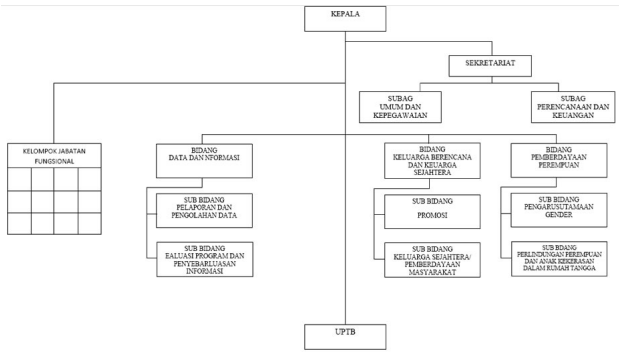 KEPALA
SEKRETARIAT
SUBAG
UMUM DAN
KEPEGAWAIAN
SUBAG
PERENCANAAN DAN
KEUANGAN
KELOMPOK JABATAN
FUNGSIONAL
BIDANG
DATA DAN NFORMASI
SUB BIDANG
PELAPORAN DAN
PENGOLAHAN DATA
SUB BIDANG
EALUASI PROGRAM DAN
PENYEBARLUASAN
INFORMASI
BIDANG
KELUARGA BERENCANA
DAN KEUARGA
SEJAHTERA
SUB BIDANG
PROMOSI
SUB BIDANG
KELUARGA SEJAHTERA/
PEMBERDAYAAN
MASYARAKAT
BIDANG
PEMBERDAYAAN
PEREMPUAN
SUB BIDANG
PENGARUSUTAMAAN
GENDER
SUB BDANG
PERLINDUNGAN PEREMPUAN
DAN ANAK KEKERASAN
DALAM RUMAH TANGGA
UPTB